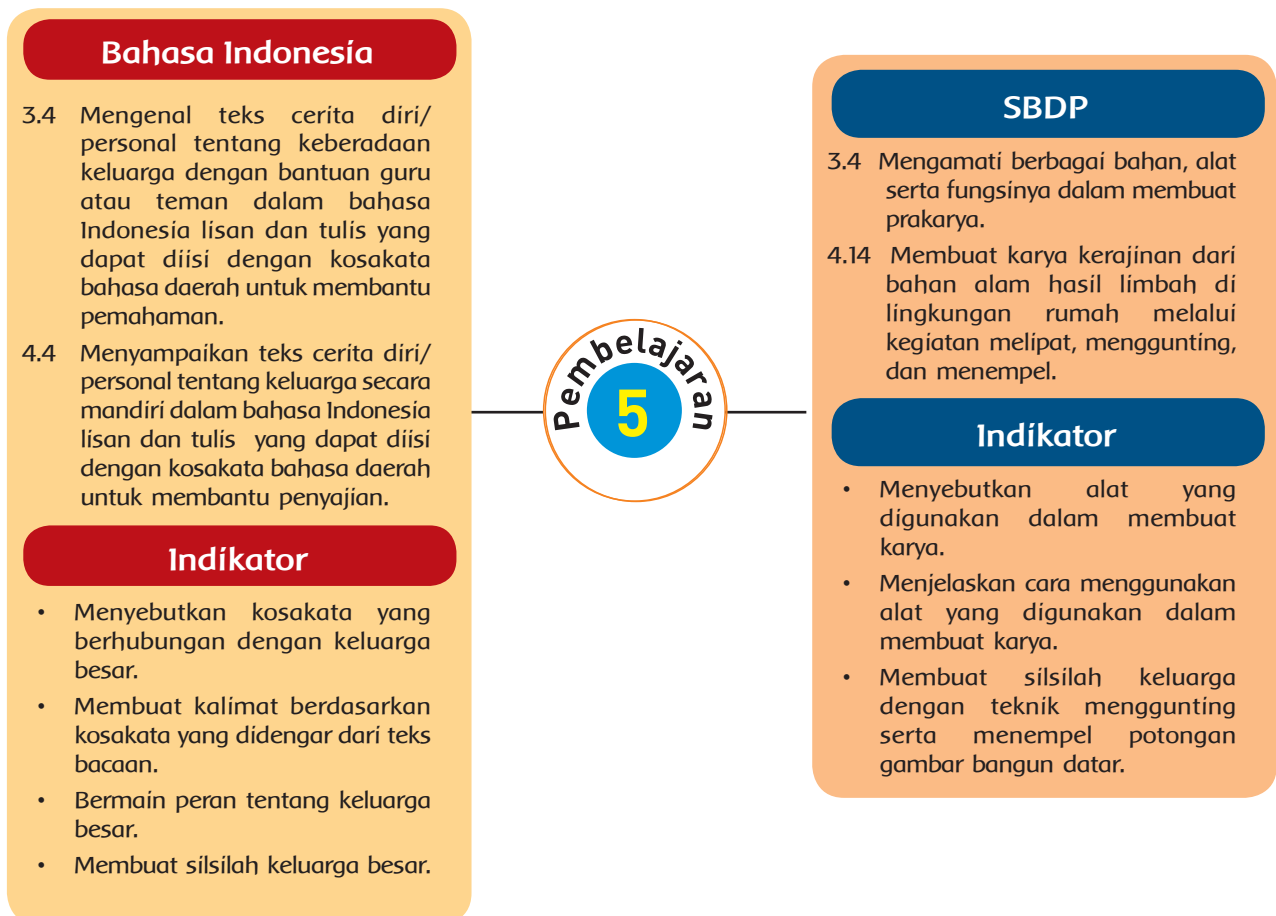 Bahasa Indonesia
3.4 Mengenal teks cerita diri/
personal tentang keberadaan
keluarga dengan bantuan guru
atau teman dalam bahasa
Indonesia lisan dan tulis yang
dapat diisi dengan kosakata
bahasa daerah untuk membantu
pemahaman.
4.4 Menyampaikan teks cerita diri/
personal tentang keluarga secara
mandiri dalam bahasa Indonesia
lisan dan tulis yang dapat diisi
dengan kosakata bahasa daerah
untuk membantu penyajian.
Indikator
• Menyebutkan kosakata yang
berhubungan dengan keluarga
besar.
• Membuat kalimat berdasarkan
kosakata yang didengar dari teks
bacaan.
• Bermain peran tentang keluarga
besar.
• Membuat silsilah keluarga besar.
Pembelajaran
5
SBDP
3.4 Mengamati berbagai bahan, alat
serta fungsinya dalam membuat
prakarya.
4.14 Membuat karya kerajinan dari
bahan alam hasil limbah di
lingkungan rumah melalui
kegiatan melipat, menggunting,
dan menempel.
Indikator
• Menyebutkan alat yang
digunakan dalam membuat
karya.
• Menjelaskan cara menggunakan
alat yang digunakan dalam
membuat karya.
• Membuat silsilah keluarga
dengan teknik menggunting
serta menempel potongan
gambar bangun datar.